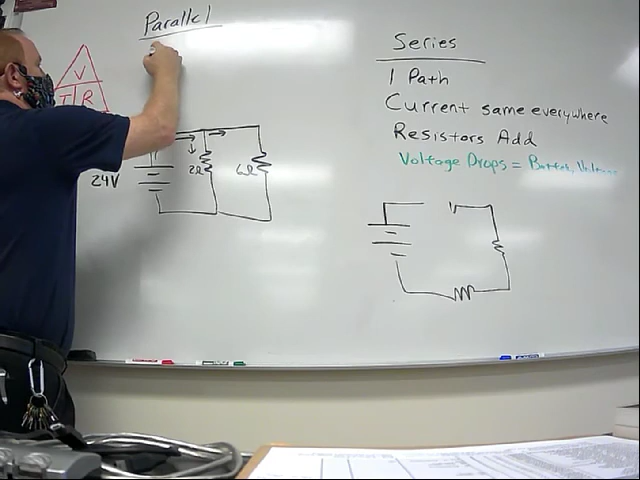 Parallel
V
I R
24V
2Ω
6Ω
Series
1 Path
Current same everywhere
Resistors Add
Voltage Drops = Battery Voltage